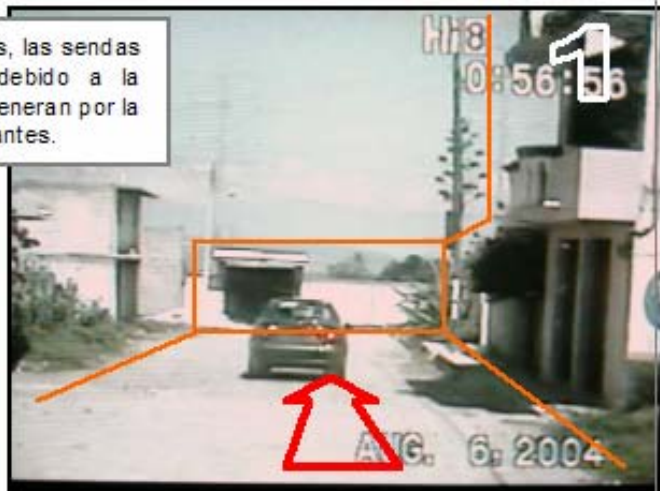 s, las sendas
debido a la
eneran por la
antes.
Hi8
0:56:56
1
AUG. 6, 2004